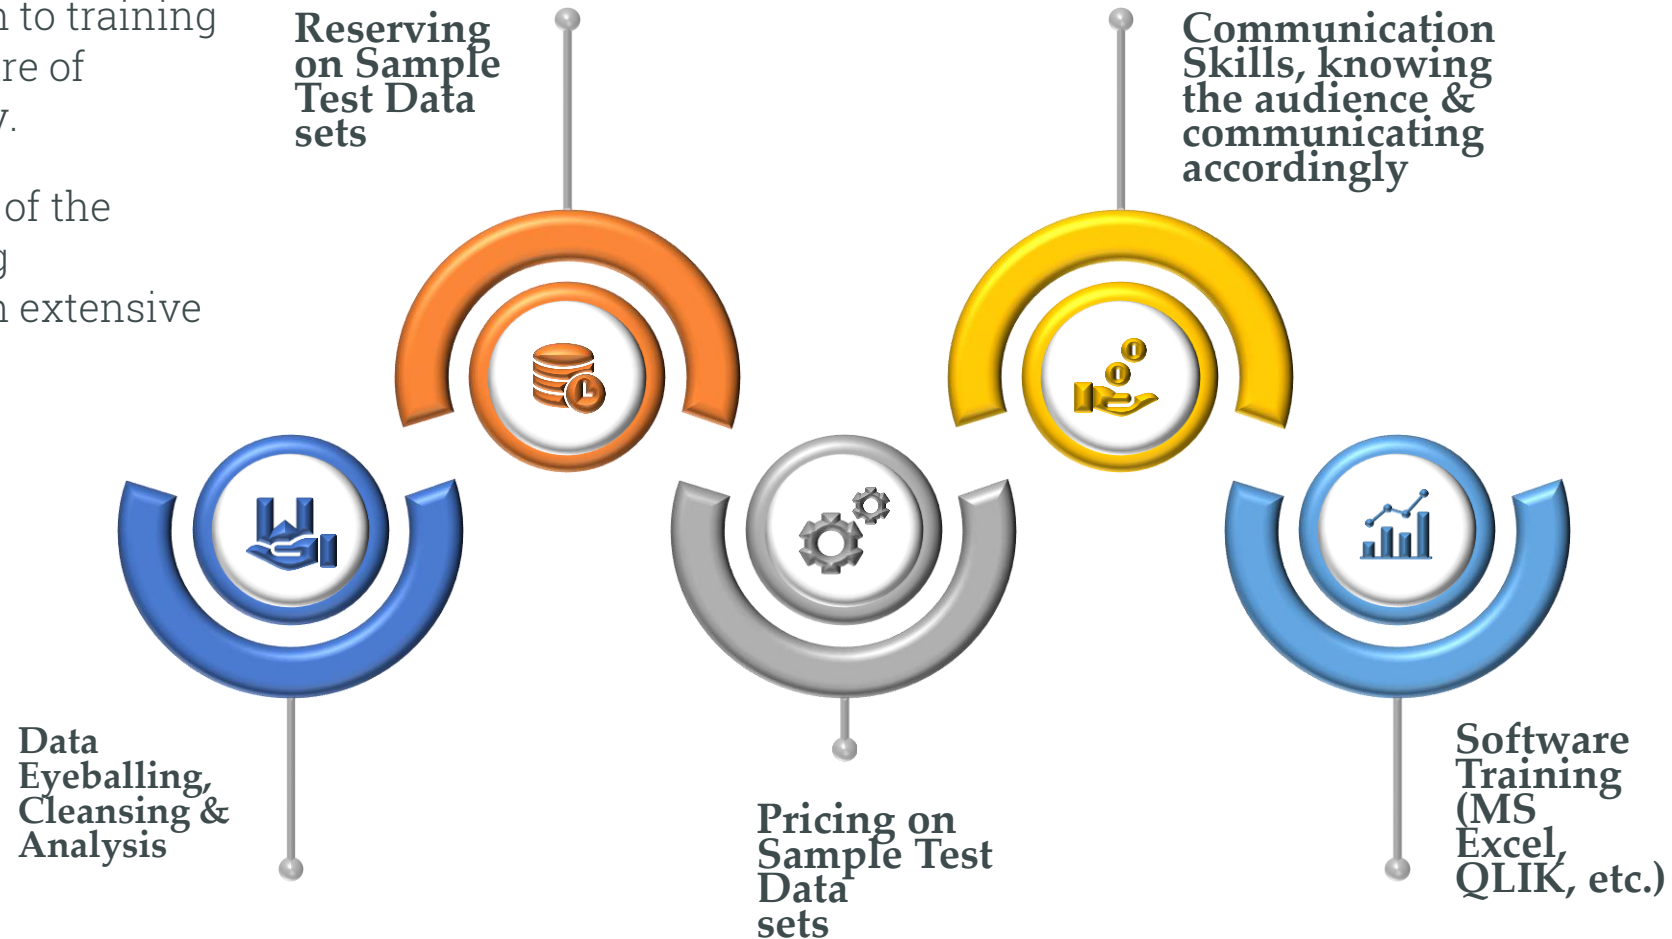 to training
re of
of the
extensive
Reserving
on Sample
Test Data
sets
Communication
Skills, knowing
the audience &
communicating
accordingly
Data
Eyeballing,
Cleansing &
Analysis
Pricing on
Sample Test
Data
sets
Software
Training
(MS
Excel,
QLIK, etc.)